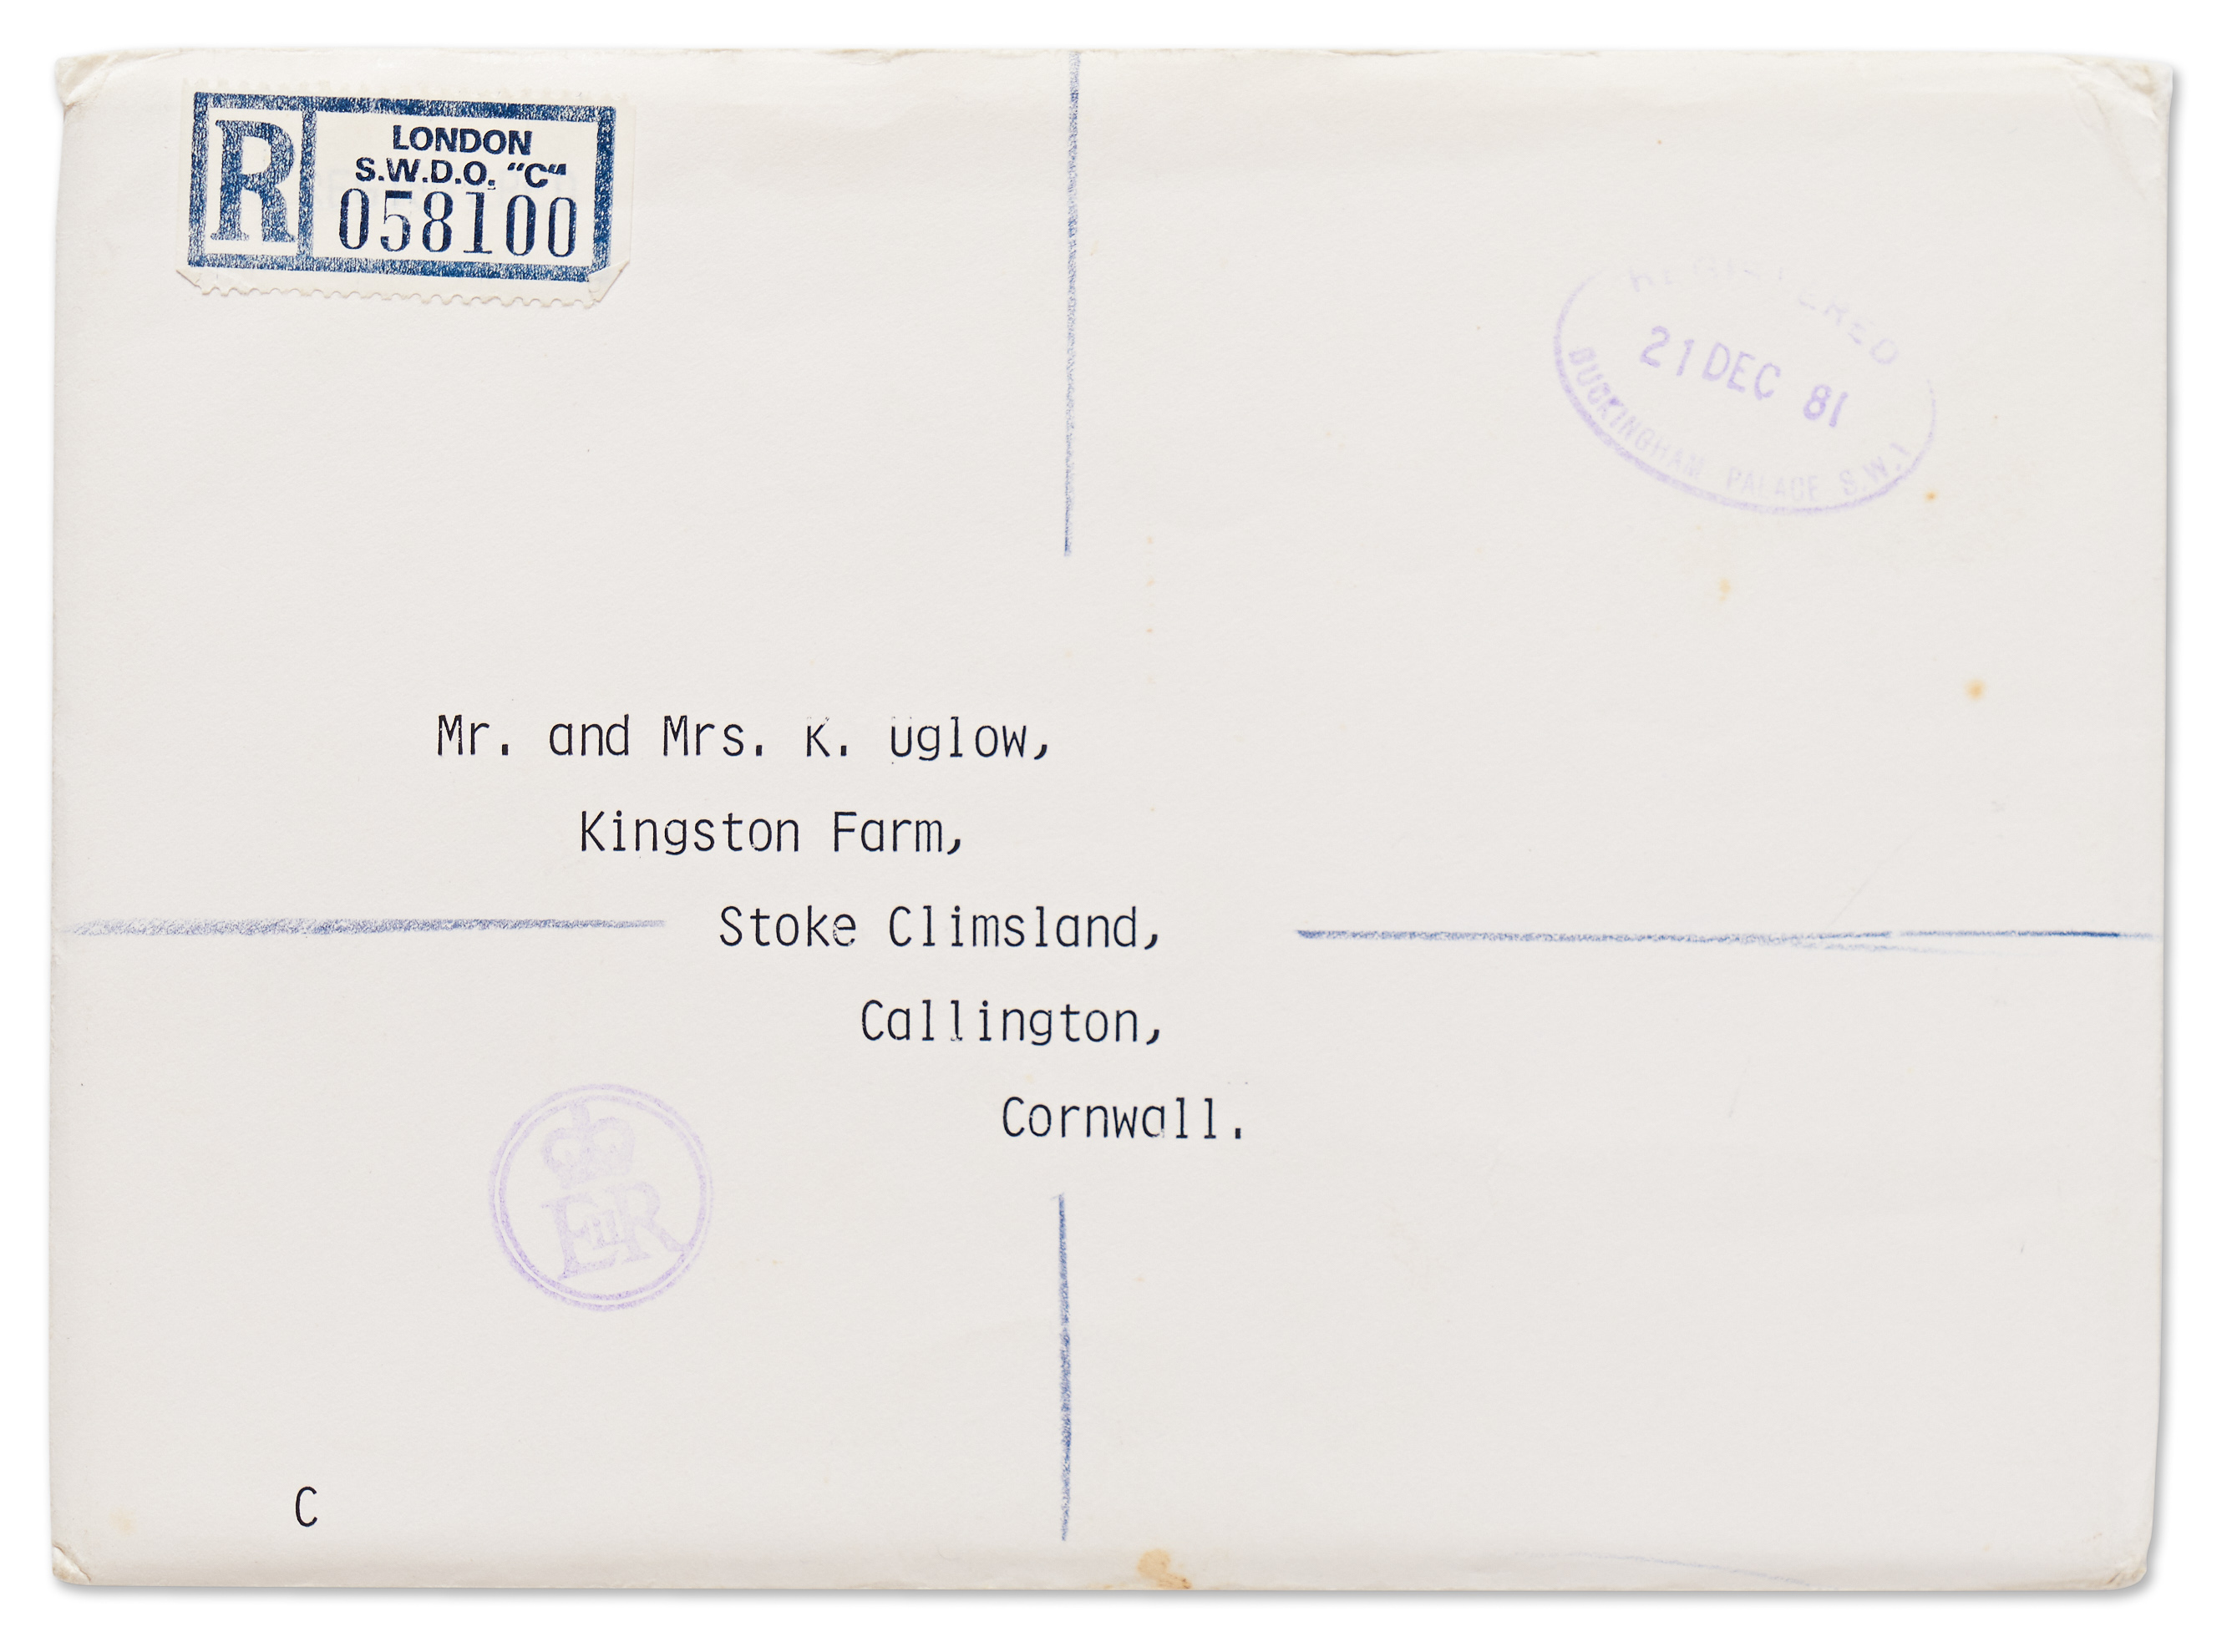 R
LONDON
S.W.D.O. "C"
058100
REGISTERED
21 DEC 81
BUCKINGHAM PALACE S.W.1
Mr. and Mrs. K. Uglow,
Kingston Farm,
Stoke Climsland,
Callington,
Cornwall.
EIIR
C